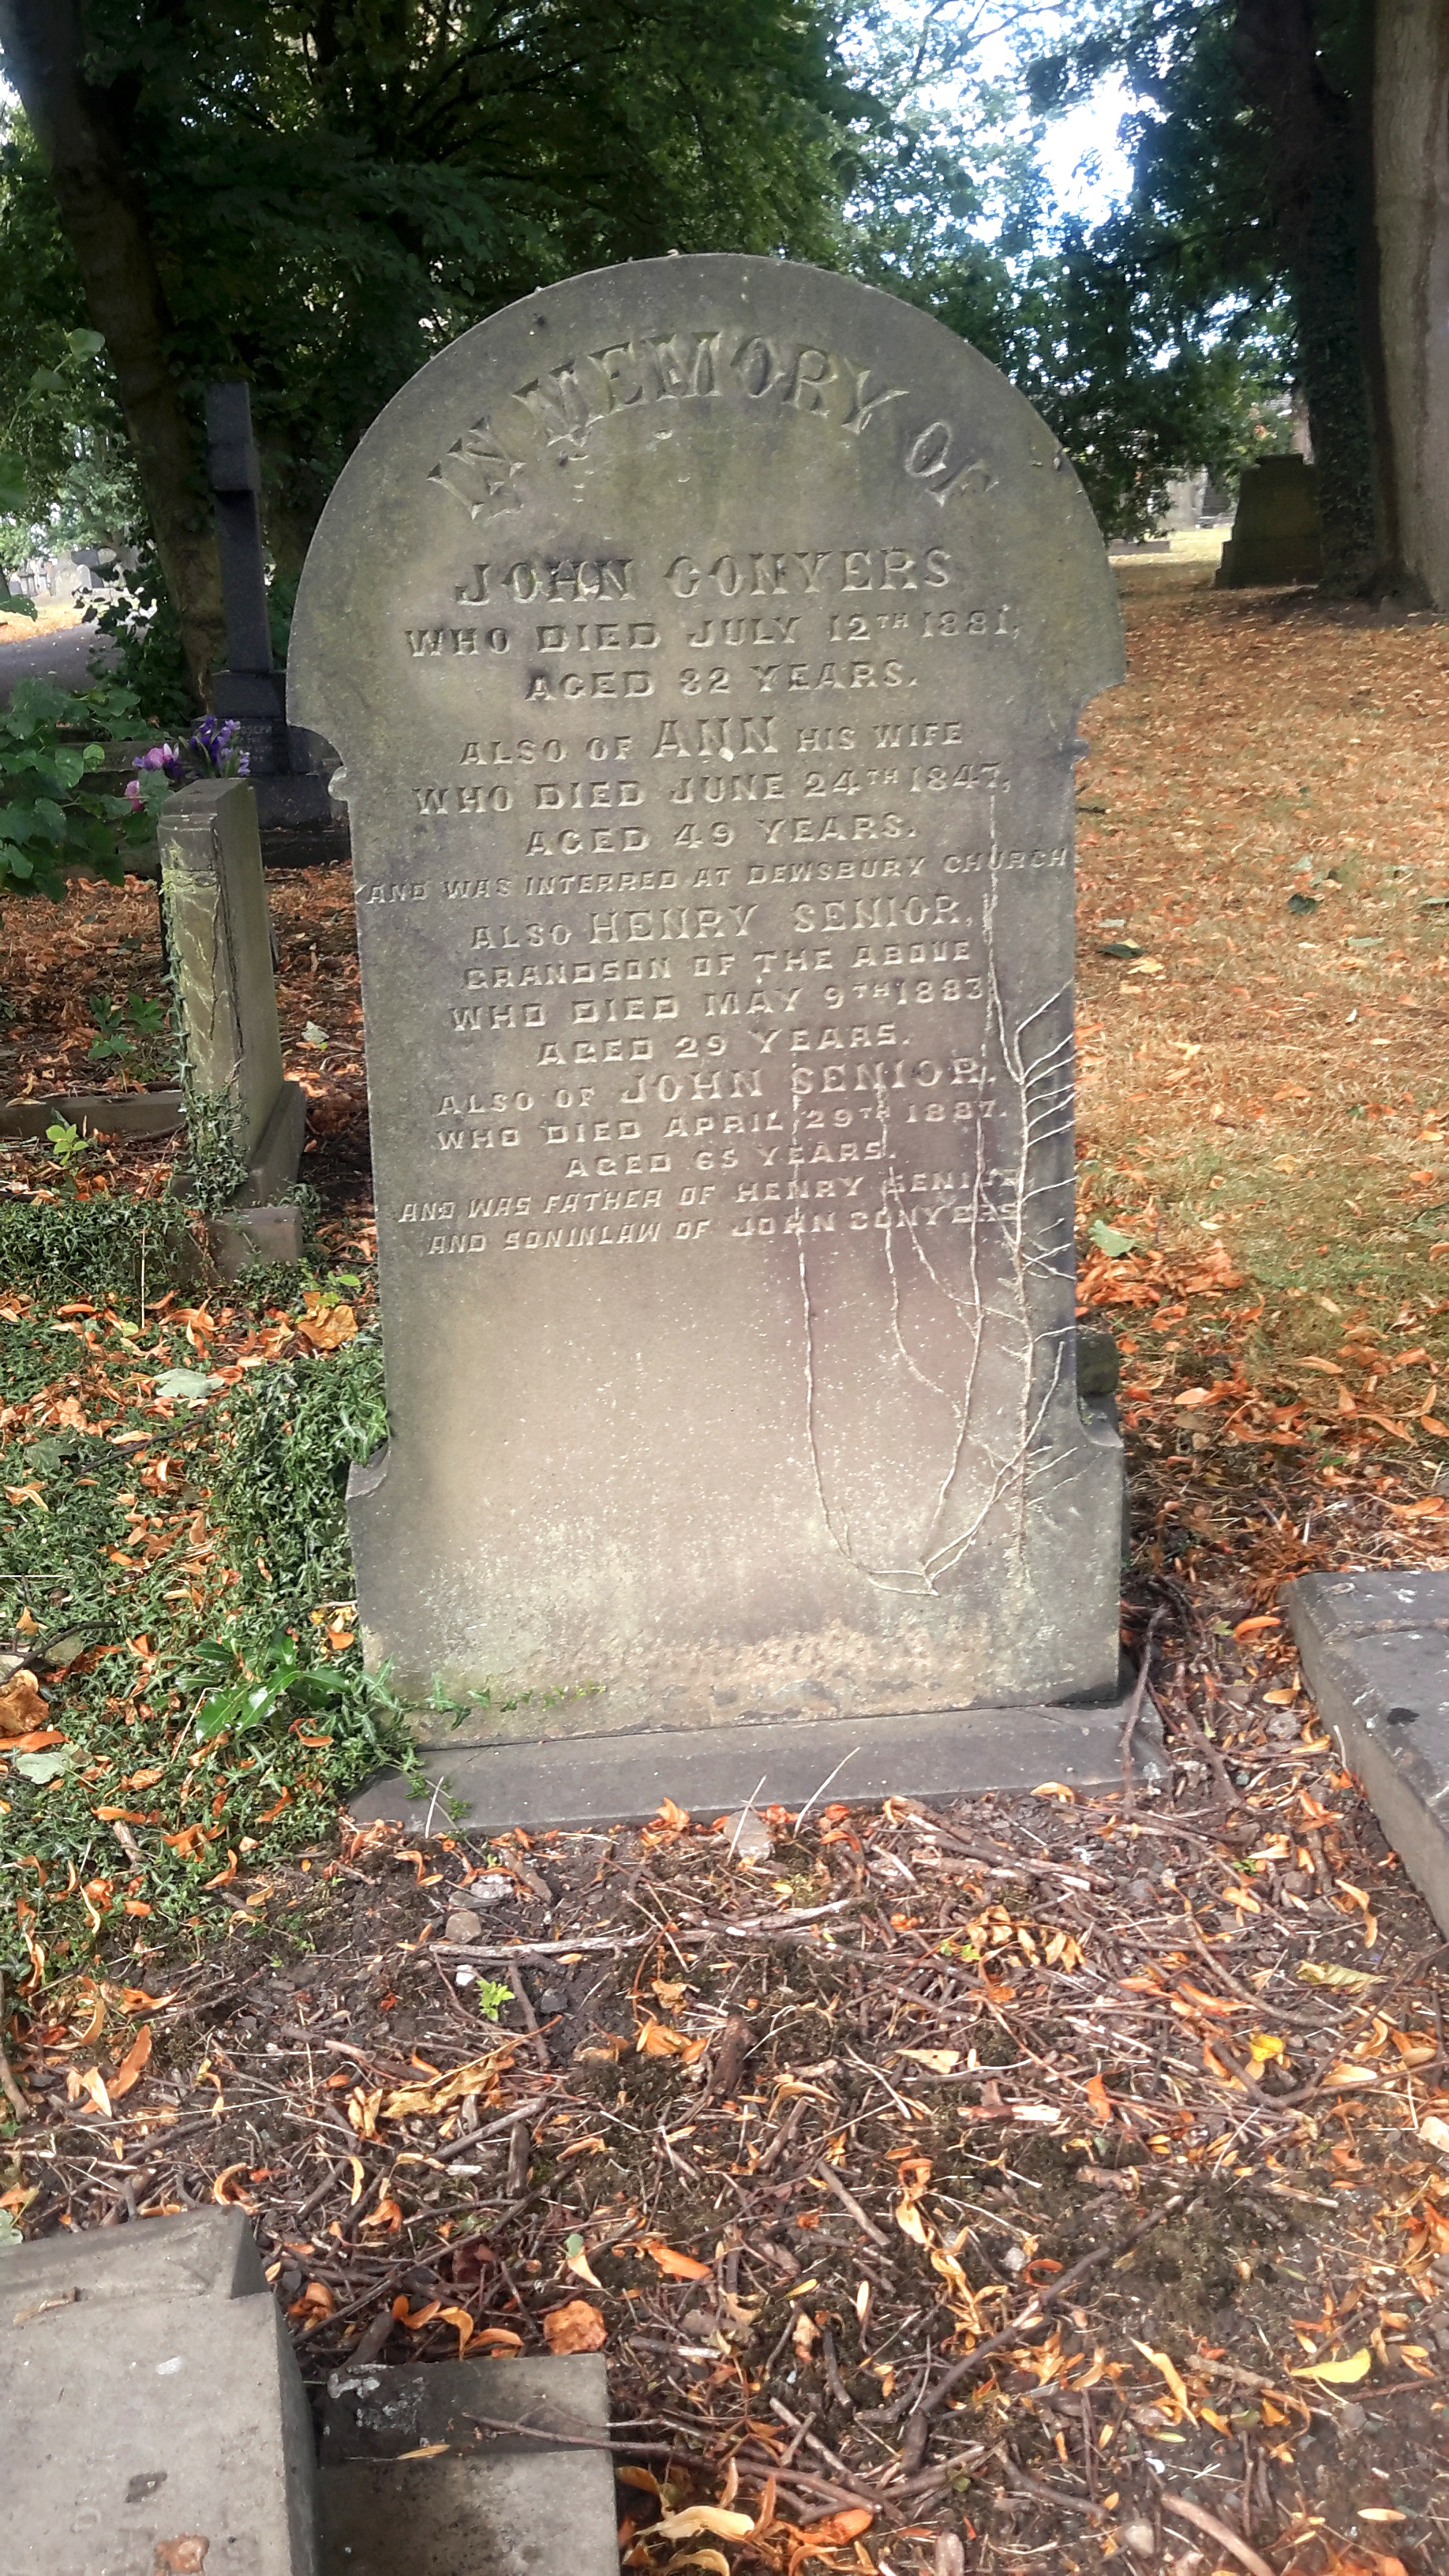 IN MEMORY OF
JOHN CONYERS
WHO DIED JULY 12TH 1881,
AGED 82 YEARS.
ALSO OF ANN HIS WIFE
WHO DIED JUNE 24TH 1847,
AGED 49 YEARS.
AND WAS INTERRED AT DEWSBURY CHURCH
ALSO HENRY SENIOR,
GRANDSON OF THE ABOVE
WHO DIED MAY 9TH 1883
AGED 29 YEARS.
ALSO OF JOHN SENIOR,
WHO DIED APRIL 29TH 1887.
AGED 65 YEARS.
AND WAS FATHER OF HENRY SENIOR
AND SONINLAW OF JOHN CONYERS